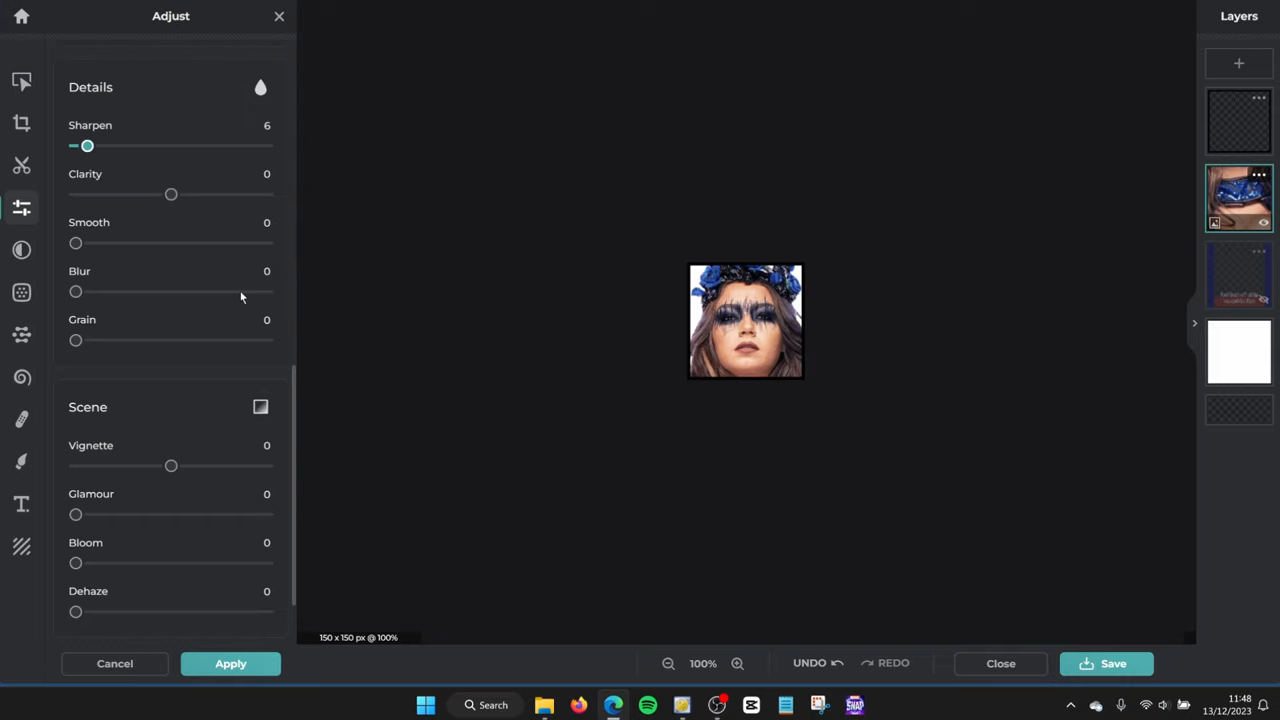 Adjust
Layers
Details
Sharpen 6
Clarity 0
Smooth 0
Blur 0
Grain 0
Scene
Vignette 0
Glamour 0
Bloom 0
Dehaze 0
150 x 150 px @ 100%
Cancel
Apply
100%
UNDO
REDO
Close
Save
Search
11:48
13/12/2023